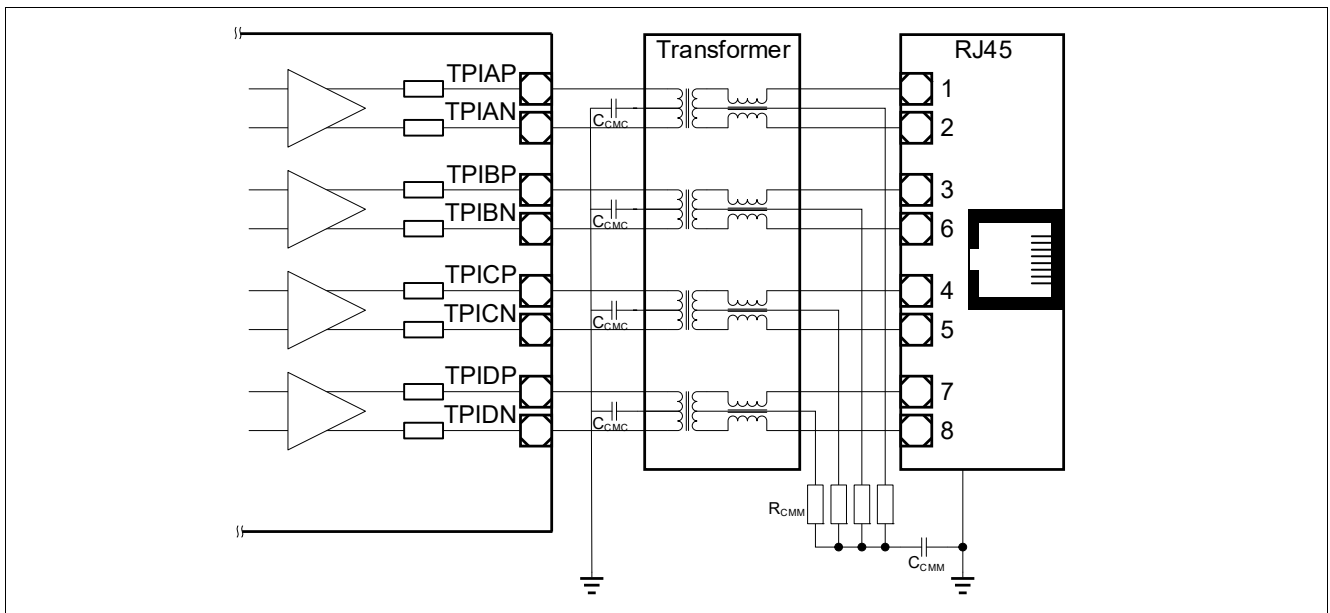 Transformer
RJ45
TPIAP
1
TPIAN
2
C_CMC
TPIBP
3
TPIBN
6
C_CMC
TPICP
4
TPICN
5
C_CMC
TPIDP
7
TPIDN
8
C_CMC
R_CMM
C_CMM